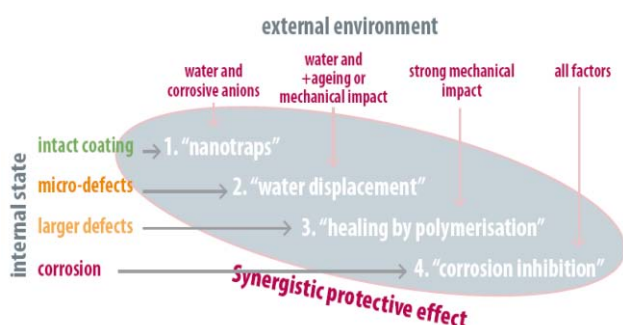 external environment
water and
corrosive anions
water and
+ageing or
mechanical impact
strong mechanical
impact
all factors
internal state
intact coating
1. “nanotraps”
micro-defects
2. “water displacement”
larger defects
3. “healing by polymerisation”
corrosion
4. “corrosion inhibition”
Synergistic protective effect